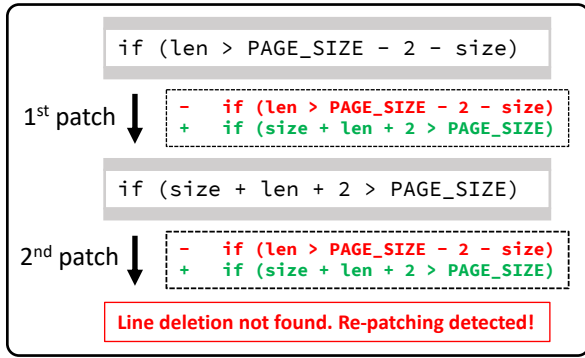 if (len > PAGE_SIZE – 2 – size)
1st patch
- if (len > PAGE_SIZE – 2 – size)
+ if (size + len + 2 > PAGE_SIZE)
if (size + len + 2 > PAGE_SIZE)
2nd patch
- if (len > PAGE_SIZE – 2 – size)
+ if (size + len + 2 > PAGE_SIZE)
Line deletion not found. Re-patching detected!